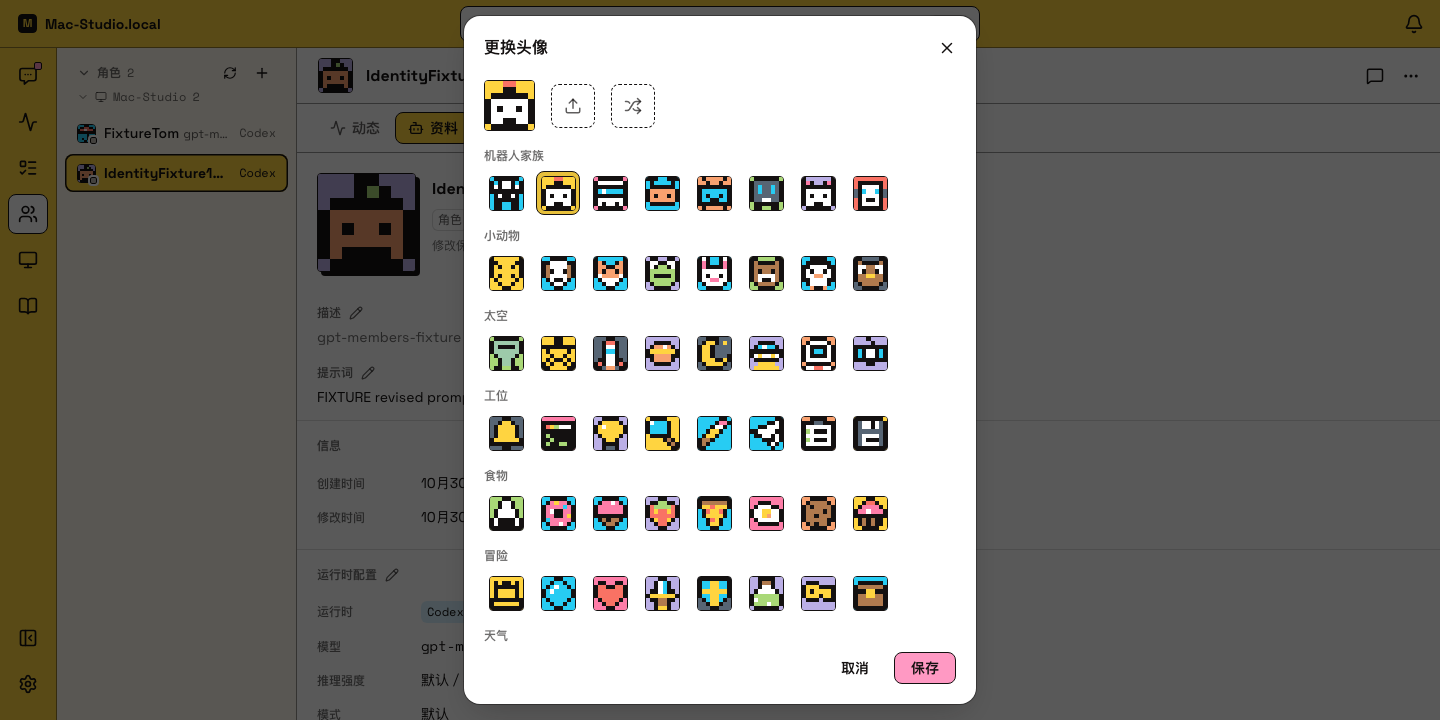 M Mac-Studio.local
角色 2
Mac-Studio 2
FixtureTom gpt-m... Codex
IdentityFixture1... Codex
IdentityFixtu
动态
资料
Iden
角色
修改保
描述
gpt-members-fixture
提示词
FIXTURE revised promp
信息
创建时间 10月30
修改时间 10月30
运行时配置
运行时 Codex
模型 gpt-m
推理强度 默认 /
模式 默认
更换头像
机器人家族
小动物
太空
工位
食物
冒险
天气
取消
保存